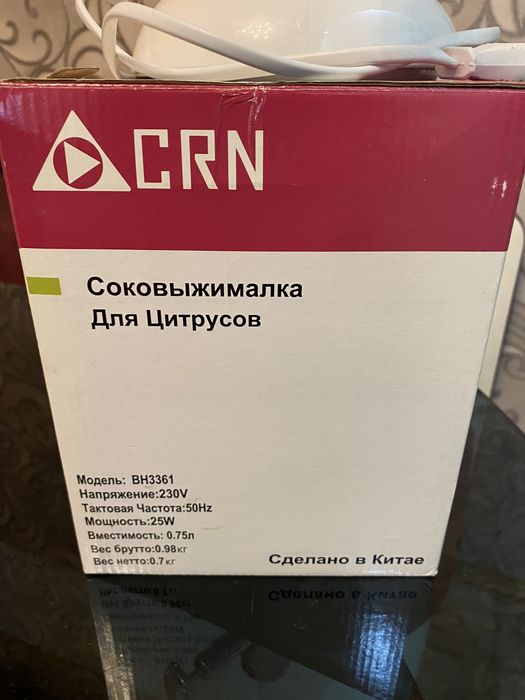 CRN
Соковыжималка
Для Цитрусов
Модель: BH3361
Напряжение:230V
Тактовая Частота:50Hz
Мощность:25W
Вместимость: 0.75л
Вес брутто:0.98кг
Вес нетто:0.7кг
Сделано в Китае